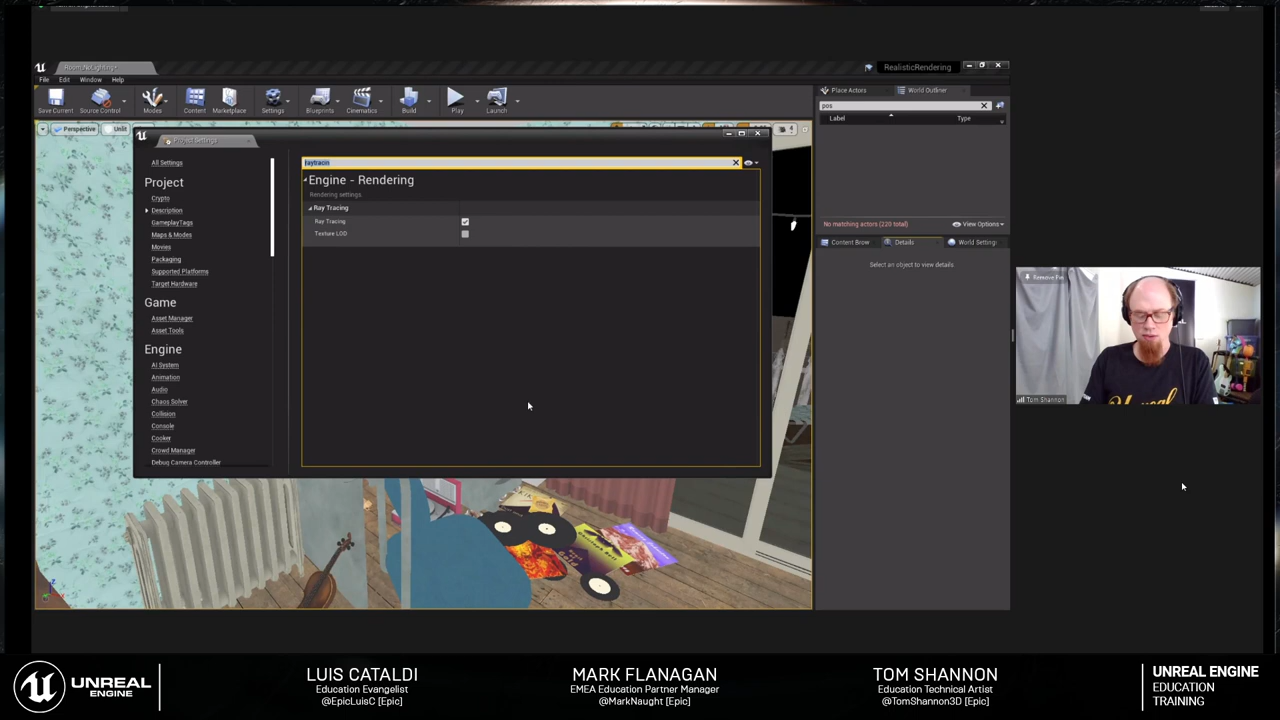 RealisticRendering
File Edit Window Help
Save Current Source Control Modes Content Marketplace Settings Blueprints Cinematics Build Play Launch
Place Actors World Outliner
pos
Label Type
Perspective Unlit
Project Settings
All Settings
Project
Crypto
Description
GameplayTags
Maps & Modes
Movies
Packaging
Supported Platforms
Target Hardware
Game
Asset Manager
Asset Tools
Engine
AI System
Animation
Audio
Chaos Solver
Collision
Console
Cooker
Crowd Manager
Debug Camera Controller
raytracin
Engine - Rendering
Rendering settings
Ray Tracing
Ray Tracing
Texture LOD
No matching actors (220 total) View Options
Content Brow Details World Setting
Select an object to view details.
Remove Pin
Tom Shannon
UNREAL
ENGINE
LUIS CATALDI
Education Evangelist
@EpicLuisC [Epic]
MARK FLANAGAN
EMEA Education Partner Manager
@MarkNaught [Epic]
TOM SHANNON
Education Technical Artist
@TomShannon3D [Epic]
UNREAL ENGINE
EDUCATION
TRAINING